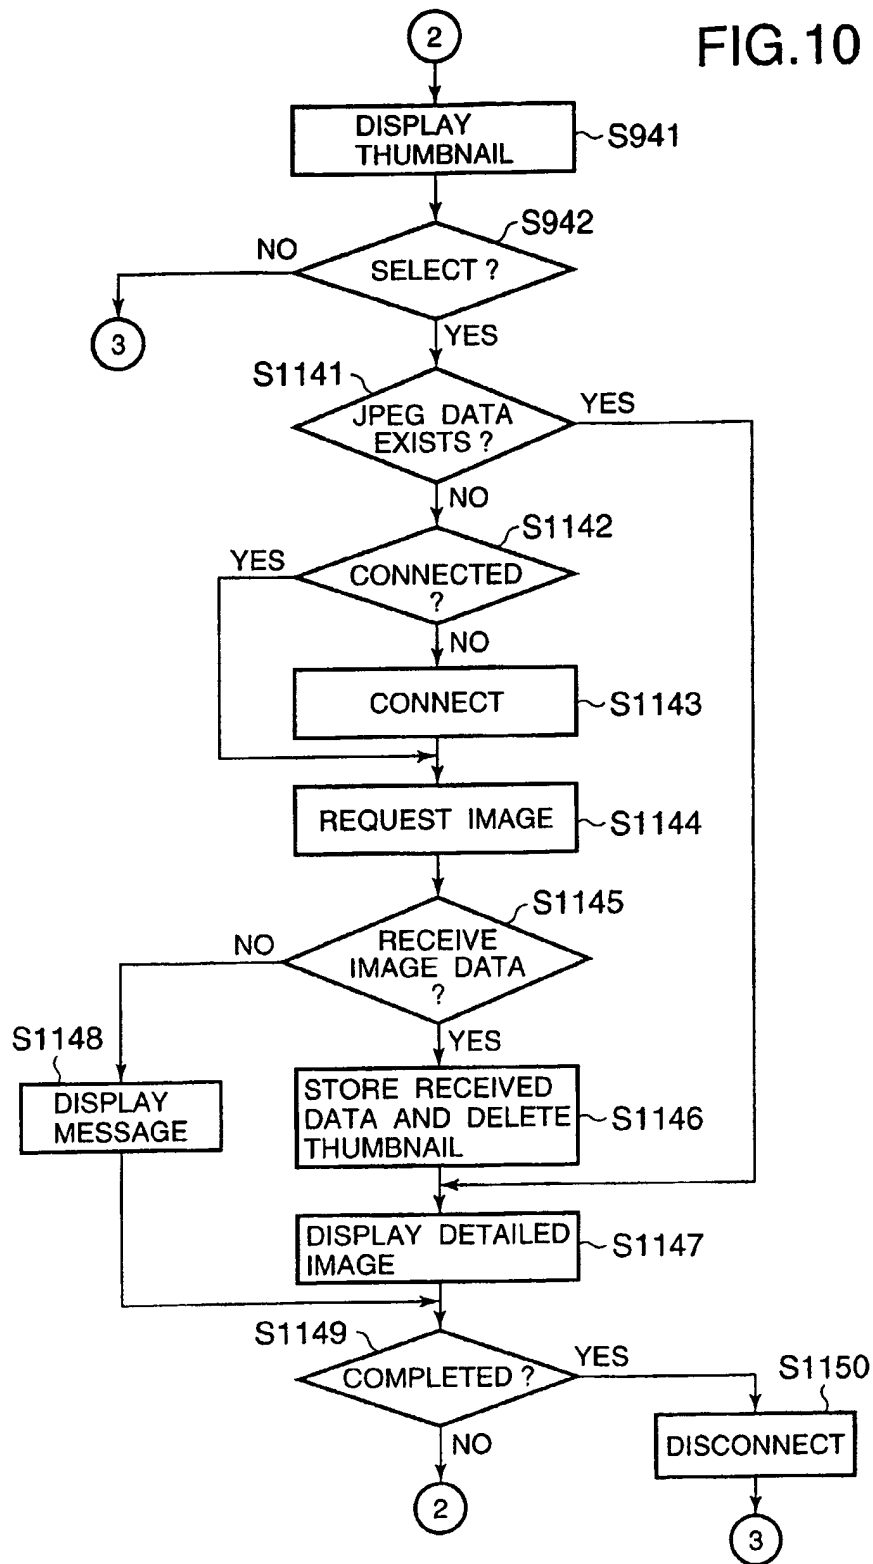 2
FIG.10
DISPLAY
THUMBNAIL
S941
S942
NO
SELECT ?
3
YES
S1141
JPEG DATA
EXISTS ?
YES
NO
S1142
YES
CONNECTED
?
NO
CONNECT
S1143
REQUEST IMAGE
S1144
S1145
NO
RECEIVE
IMAGE DATA
?
S1148
YES
DISPLAY
MESSAGE
STORE RECEIVED
DATA AND DELETE
THUMBNAIL
S1146
DISPLAY DETAILED
IMAGE
S1147
S1149
COMPLETED ?
YES
S1150
NO
DISCONNECT
2
3